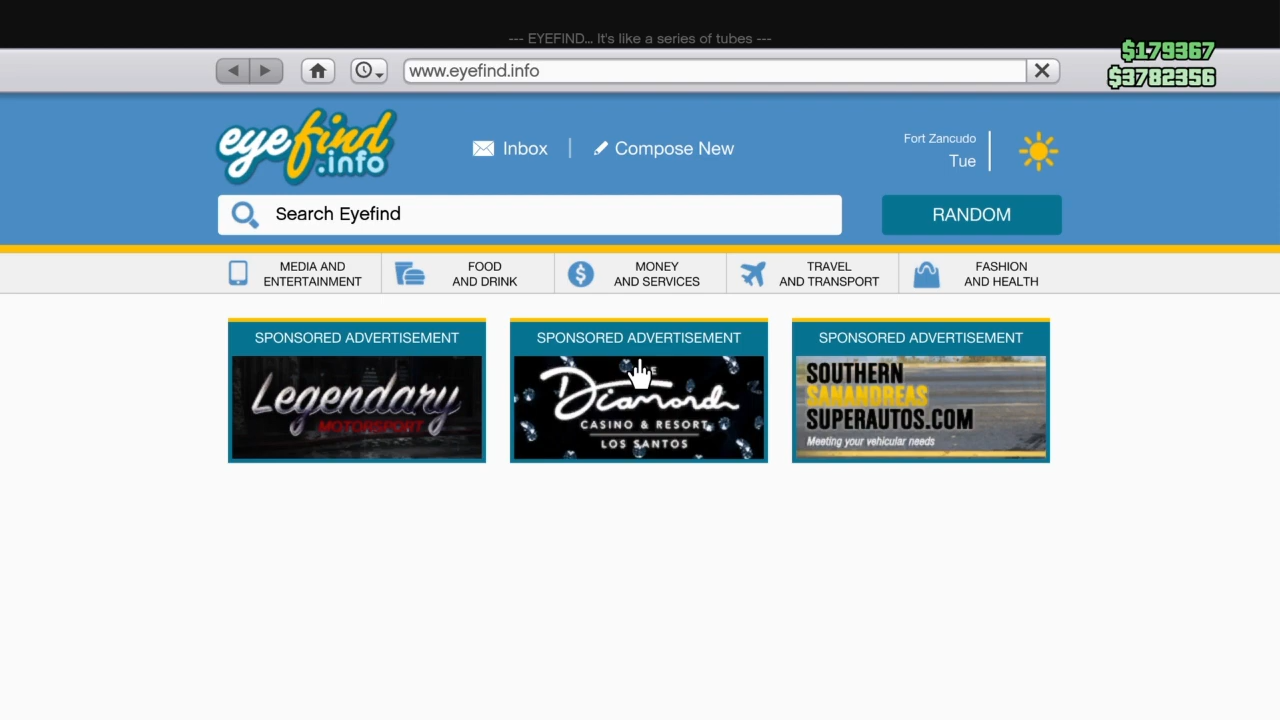 --- EYEFIND... It's like a series of tubes ---
$179367
www.eyefind.info
$3782356
eyefind
.info
Inbox
Compose New
Fort Zancudo
Tue
Search Eyefind
RANDOM
MEDIA AND
ENTERTAINMENT
FOOD
AND DRINK
MONEY
AND SERVICES
TRAVEL
AND TRANSPORT
FASHION
AND HEALTH
SPONSORED ADVERTISEMENT
Legendary
MOTORSPORT
SPONSORED ADVERTISEMENT
Diamond
CASINO & RESORT
LOS SANTOS
SPONSORED ADVERTISEMENT
SOUTHERN
SANANDREAS
SUPERAUTOS.COM
Meeting your vehicular needs